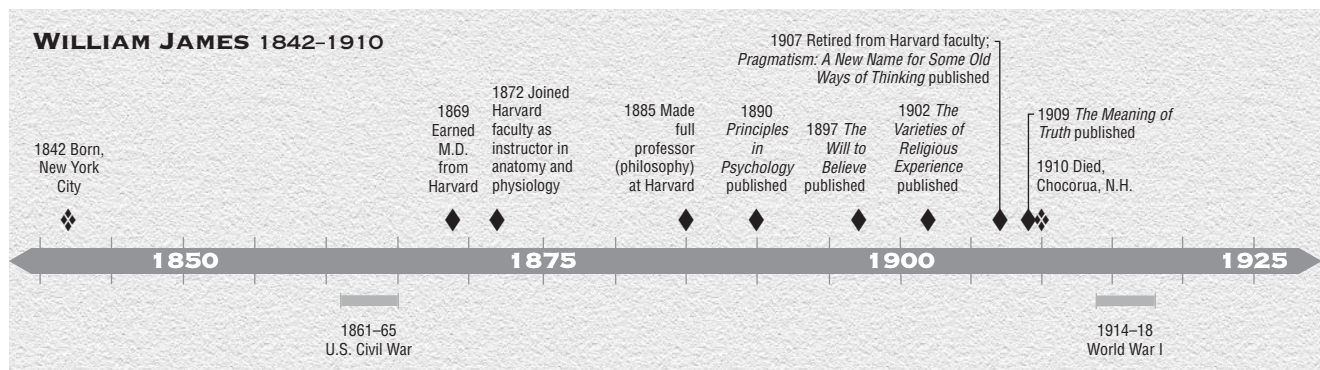 WILLIAM JAMES 1842–1910
1842 Born,
New York
City
1869
Earned
M.D.
from
Harvard
1872 Joined
Harvard
faculty as
instructor in
anatomy and
physiology
1885 Made
full
professor
(philosophy)
at Harvard
1890
Principles
in
Psychology
published
1897 The
Will to
Believe
published
1902 The
Varieties of
Religious
Experience
published
1907 Retired from Harvard faculty;
Pragmatism: A New Name for Some Old
Ways of Thinking published
1909 The Meaning of
Truth published
1910 Died,
Chocorua, N.H.
1850
1875
1900
1925
1861–65
U.S. Civil War
1914–18
World War I